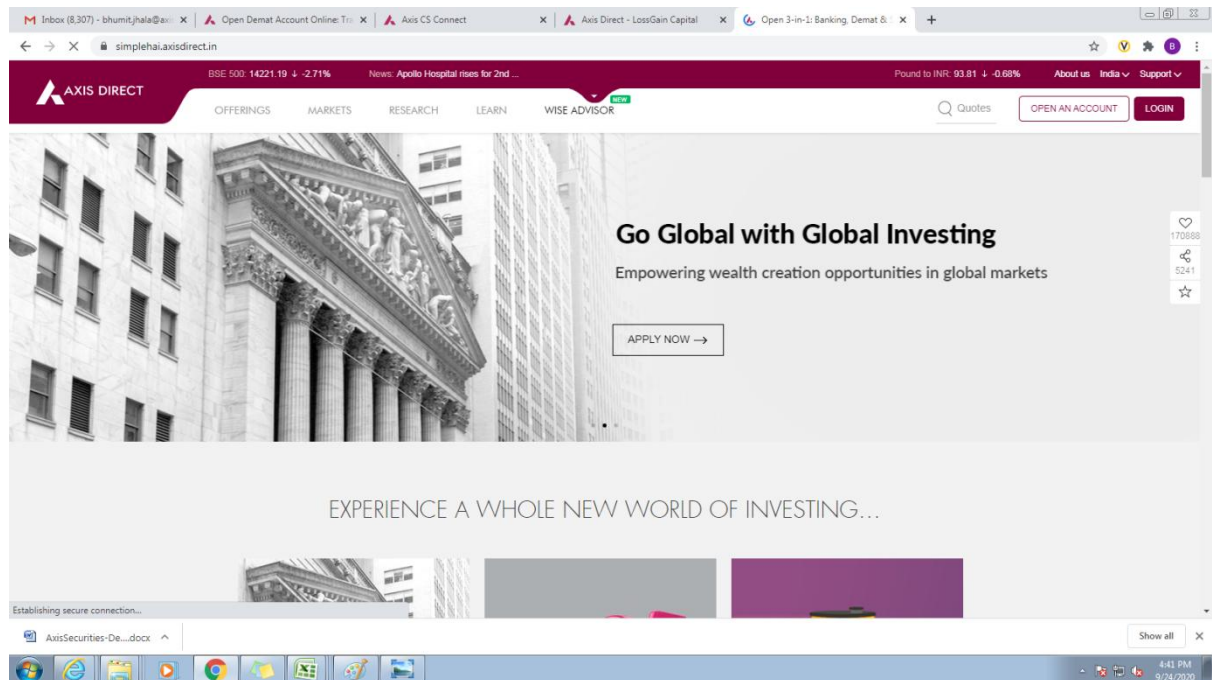 Inbox (8,307) - bhumit.jhala@ax
Open Demat Account Online: Tr
Axis CS Connect
Axis Direct - LossGain Capital
Open 3-in-1: Banking, Demat &
simplehai.axisdirect.in
B
AXIS DIRECT
BSE 500: 14221.19 ↓ -2.71%
News: Apollo Hospital rises for 2nd ...
Pound to INR: 93.81 ↓ -0.68%
About us India Support
OFFERINGS MARKETS RESEARCH LEARN WISE ADVISOR NEW
Quotes
OPEN AN ACCOUNT
LOGIN
Go Global with Global Investing
Empowering wealth creation opportunities in global markets
APPLY NOW →
170888
5241
EXPERIENCE A WHOLE NEW WORLD OF INVESTING...
Establishing secure connection...
AxisSecurities-De....docx
Show all
4:41 PM
9/24/2020